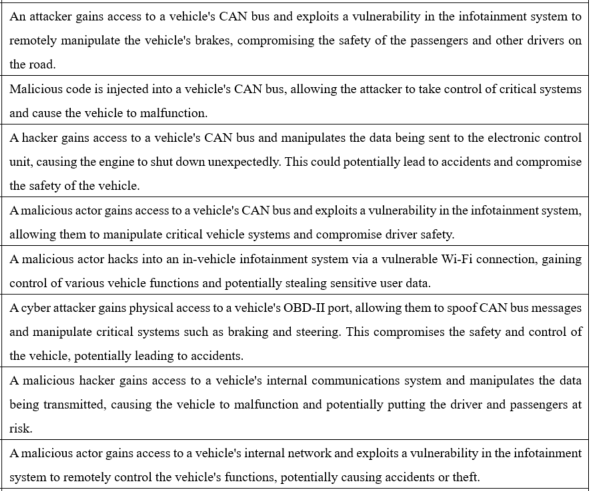 An attacker gains access to a vehicle's CAN bus and exploits a vulnerability in the infotainment system to
remotely manipulate the vehicle's brakes, compromising the safety of the passengers and other drivers on
the road.
Malicious code is injected into a vehicle's CAN bus, allowing the attacker to take control of critical systems
and cause the vehicle to malfunction.
A hacker gains access to a vehicle's CAN bus and manipulates the data being sent to the electronic control
unit, causing the engine to shut down unexpectedly. This could potentially lead to accidents and compromise
the safety of the vehicle.
A malicious actor gains access to a vehicle's CAN bus and exploits a vulnerability in the infotainment system,
allowing them to manipulate critical vehicle systems and compromise driver safety.
A malicious actor hacks into an in-vehicle infotainment system via a vulnerable Wi-Fi connection, gaining
control of various vehicle functions and potentially stealing sensitive user data.
A cyber attacker gains physical access to a vehicle's OBD-II port, allowing them to spoof CAN bus messages
and manipulate critical systems such as braking and steering. This compromises the safety and control of
the vehicle, potentially leading to accidents.
A malicious hacker gains access to a vehicle's internal communications system and manipulates the data
being transmitted, causing the vehicle to malfunction and potentially putting the driver and passengers at
risk.
A malicious actor gains access to a vehicle's internal network and exploits a vulnerability in the infotainment
system to remotely control the vehicle's functions, potentially causing accidents or theft.